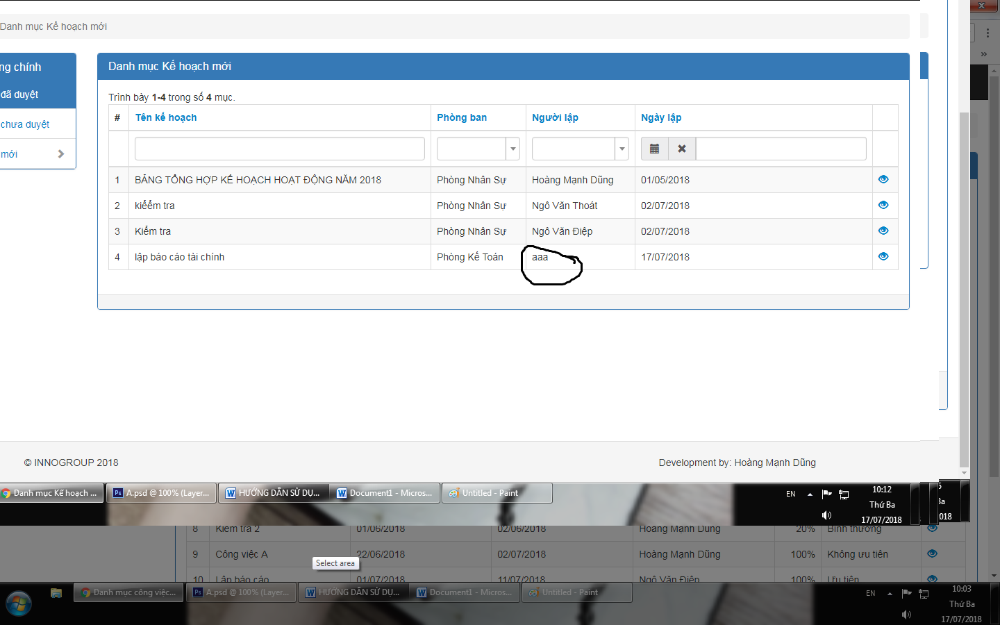 Danh mục Kế hoạch mới
ng chính
đã duyệt
chưa duyệt
mới
Danh mục Kế hoạch mới
Trình bày 1-4 trong số 4 mục.
# Tên kế hoạch Phòng ban Người lập Ngày lập
1 BẢNG TỔNG HỢP KẾ HOẠCH HOẠT ĐỘNG NĂM 2018 Phòng Nhân Sự Hoàng Mạnh Dũng 01/05/2018
2 kiểểm tra Phòng Nhân Sự Ngô Văn Thoát 02/07/2018
3 Kiểm tra Phòng Nhân Sự Ngô Văn Điệp 02/07/2018
4 lập báo cáo tài chính Phòng Kế Toán aaa 17/07/2018
© INNOGROUP 2018 Development by: Hoàng Mạnh Dũng
Danh mục Kế hoạch ... A.psd @ 100% (Layer... HƯỚNG DẪN SỬ DỤ... Document1 - Micros... Untitled - Paint EN 10:12
Thứ Ba
17/07/2018
5
Ba
018
8 Kiểm tra 2 01/06/2018 02/06/2018 Hoàng Mạnh Dũng 20% Bình thường
9 Công việc A 22/06/2018 02/07/2018 Hoàng Mạnh Dũng 100% Không ưu tiên
Select area
10 Lập báo cáo 01/07/2018 11/07/2018 Ngô Văn Điệp 100% Ưu tiên
Danh mục công việc... A.psd @ 100% (Layer... HƯỚNG DẪN SỬ DỤ... Document1 - Micros... Untitled - Paint EN 10:03
Thứ Ba
17/07/2018